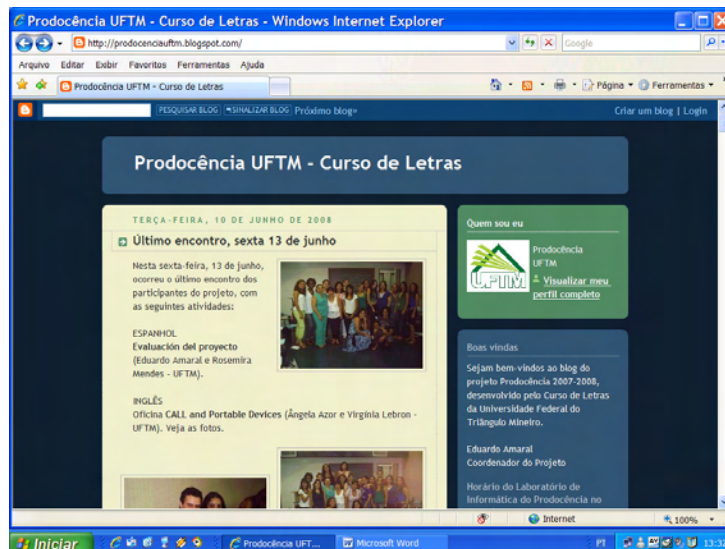 Prodocência UFTM - Curso de Letras - Windows Internet Explorer
http://prodocenciauftm.blogspot.com/
Google
Arquivo Editar Exibir Favoritos Ferramentas Ajuda
Prodocência UFTM - Curso de Letras
Página
Ferramentas
PESQUISAR BLOG
SINALIZAR BLOG
Próximo blog»
Criar um blog | Login
Prodocência UFTM - Curso de Letras
TERÇA-FEIRA, 10 DE JUNHO DE 2008
Último encontro, sexta 13 de junho
Nesta sexta-feira, 13 de junho,
ocorreu o último encontro dos
participantes do projeto, com
as seguintes atividades:
ESPANHOL
Evaluación del proyecto
(Eduardo Amaral e Rosemira
Mendes - UFTM).
INGLÊS
Oficina CALL and Portable Devices (Ângela Azor e Virgínia Lebron -
UFTM). Veja as fotos.
Quem sou eu
UFTM
Prodocência
UFTM
Visualizar meu
perfil completo
Boas vindas
Sejam bem-vindos ao blog do
projeto Prodocência 2007-2008,
desenvolvido pelo Curso de Letras
da Universidade Federal do
Triângulo Mineiro.
Eduardo Amaral
Coordenador do Projeto
Horário do Laboratório de
Informática do Prodocência no
Internet
100%
Iniciar
Prodocência UFT...
Microsoft Word
PT